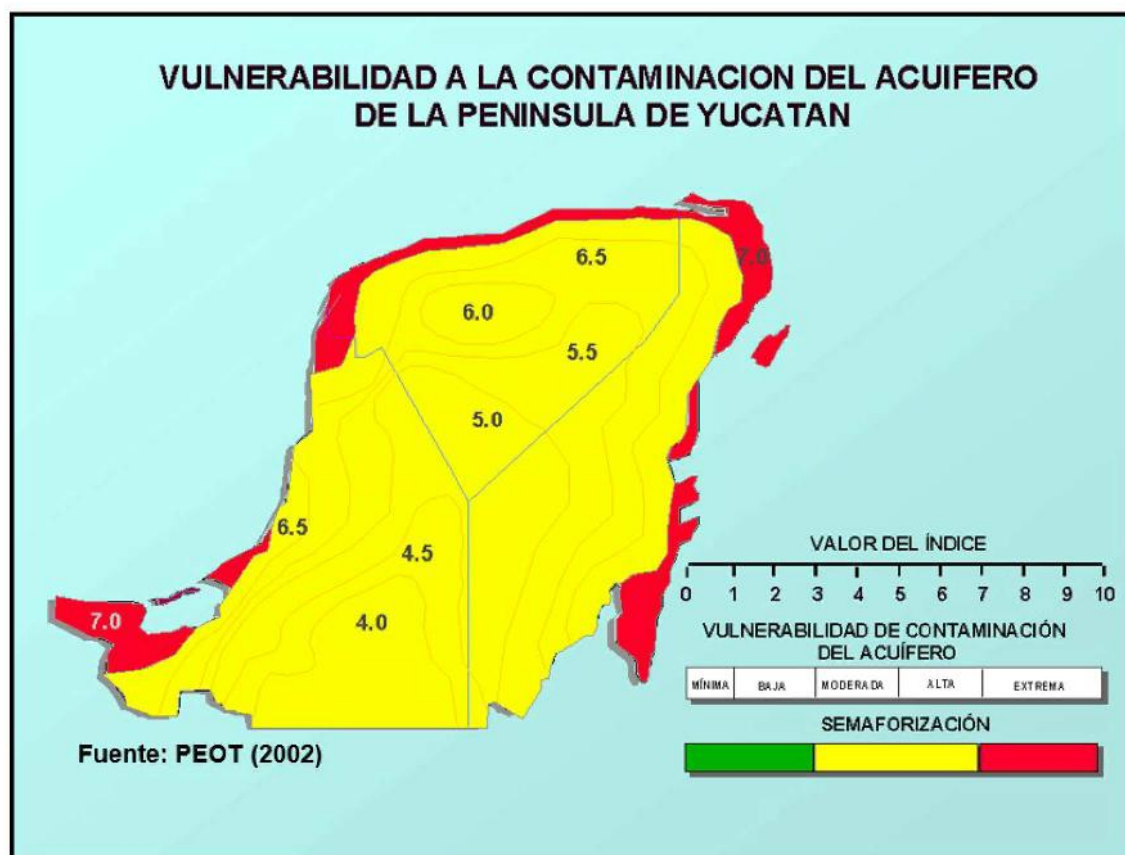 VULNERABILIDAD A LA CONTAMINACION DEL ACUIFERO
DE LA PENINSULA DE YUCATAN
6.5
7.0
6.0
5.5
5.0
6.5
4.5
4.0
7.0
VALOR DEL ÍNDICE
0 1 2 3 4 5 6 7 8 9 10
VULNERABILIDAD DE CONTAMINACIÓN
DEL ACUÍFERO
MÍNIMA BAJA MODERADA ALTA EXTREMA
SEMAFORIZACIÓN
Fuente: PEOT (2002)